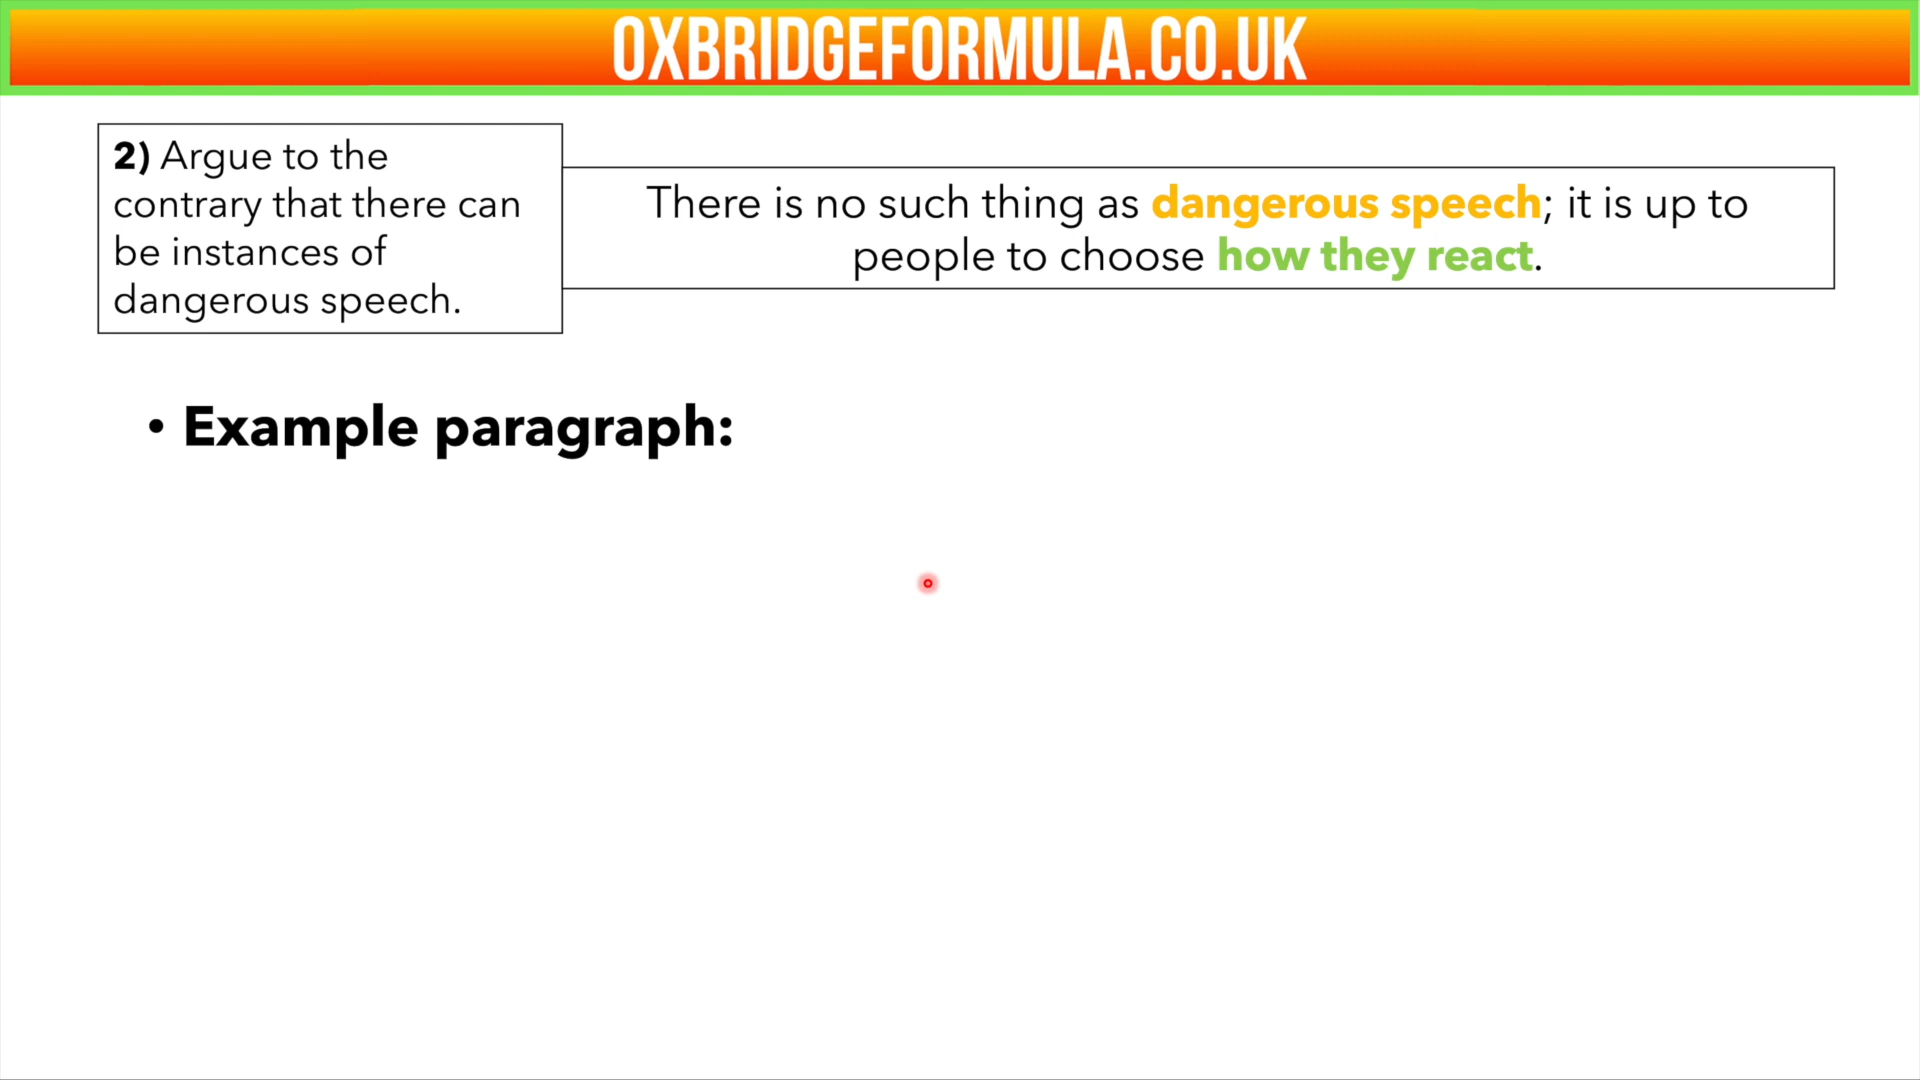 OXBRIDGEFORMULA.CO.UK
2) Argue to the
contrary that there can
be instances of
dangerous speech.
There is no such thing as dangerous speech; it is up to
people to choose how they react.
• Example paragraph: